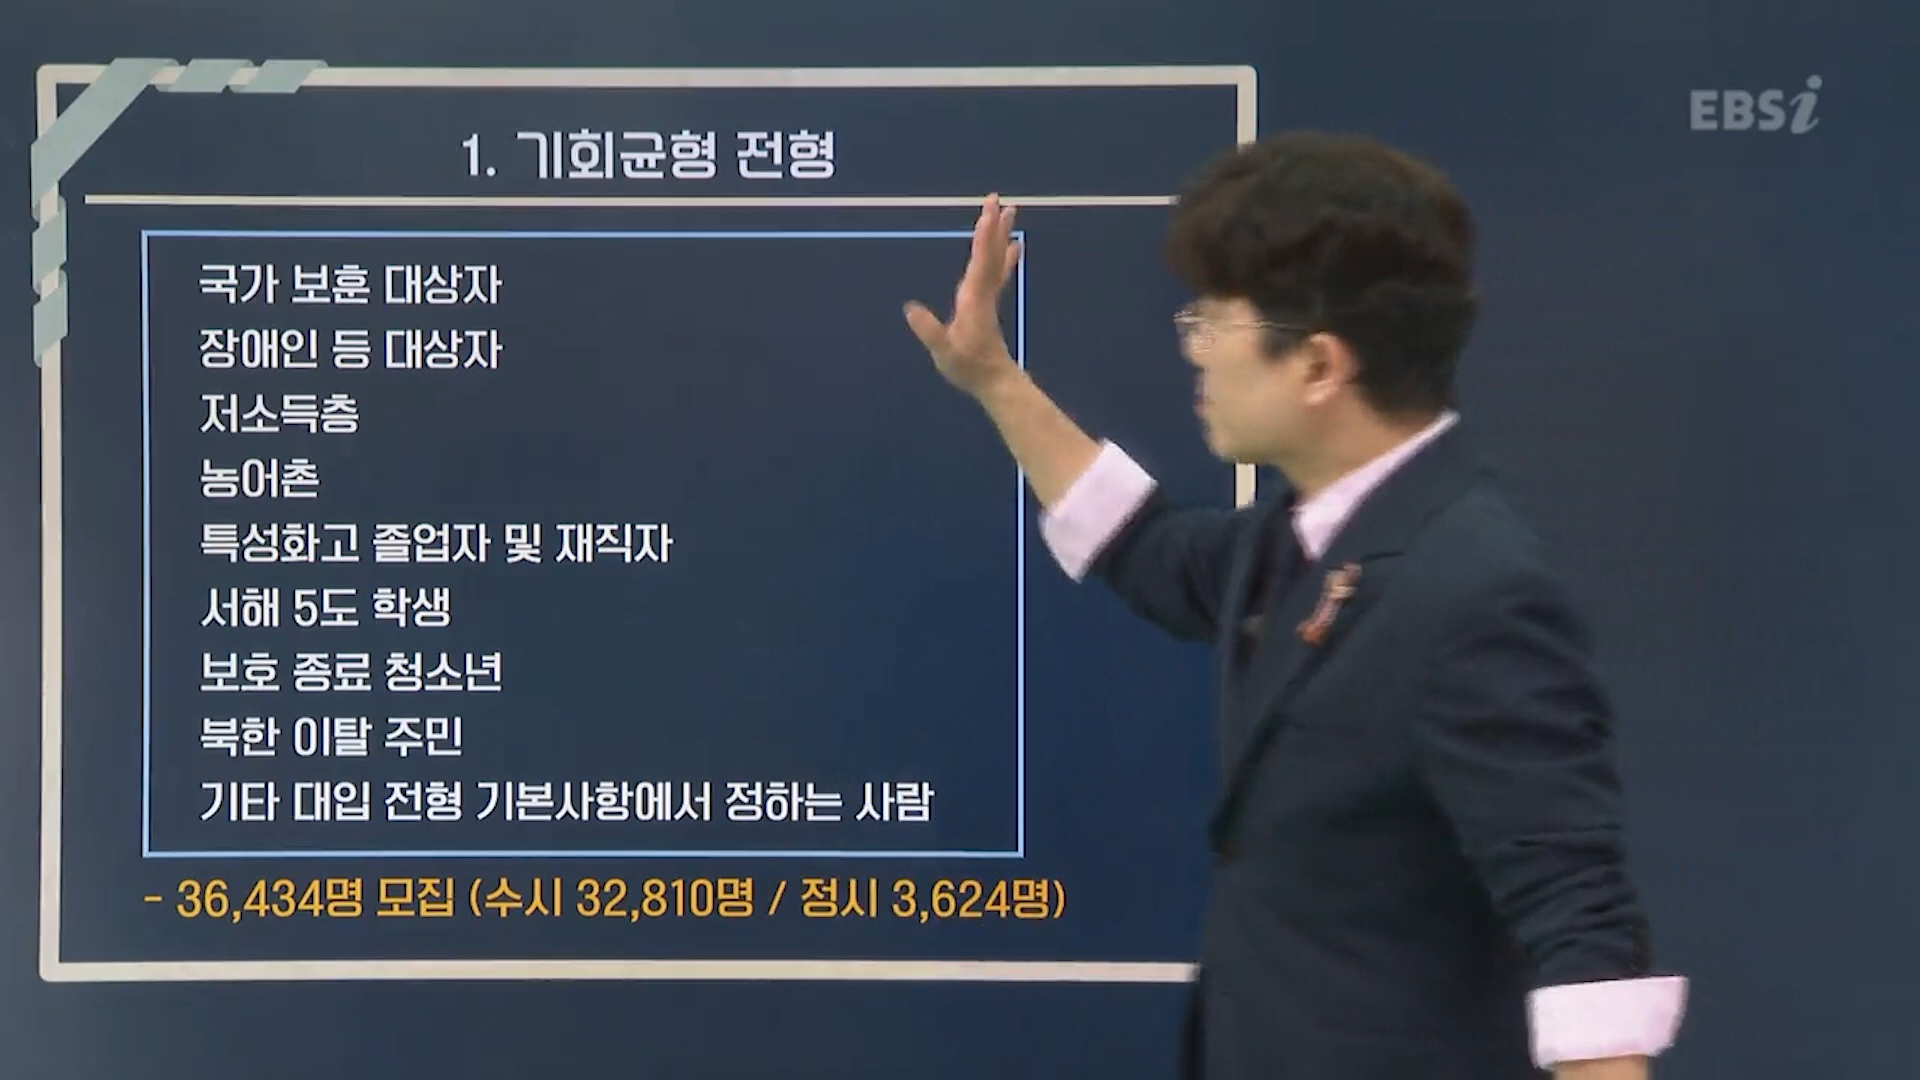 EBSi
1. 기회균형 전형
국가 보훈 대상자
장애인 등 대상자
저소득층
농어촌
특성화고 졸업자 및 재직자
서해 5도 학생
보호 종료 청소년
북한 이탈 주민
기타 대입 전형 기본사항에서 정하는 사람
- 36,434명 모집 (수시 32,810명 / 정시 3,624명)